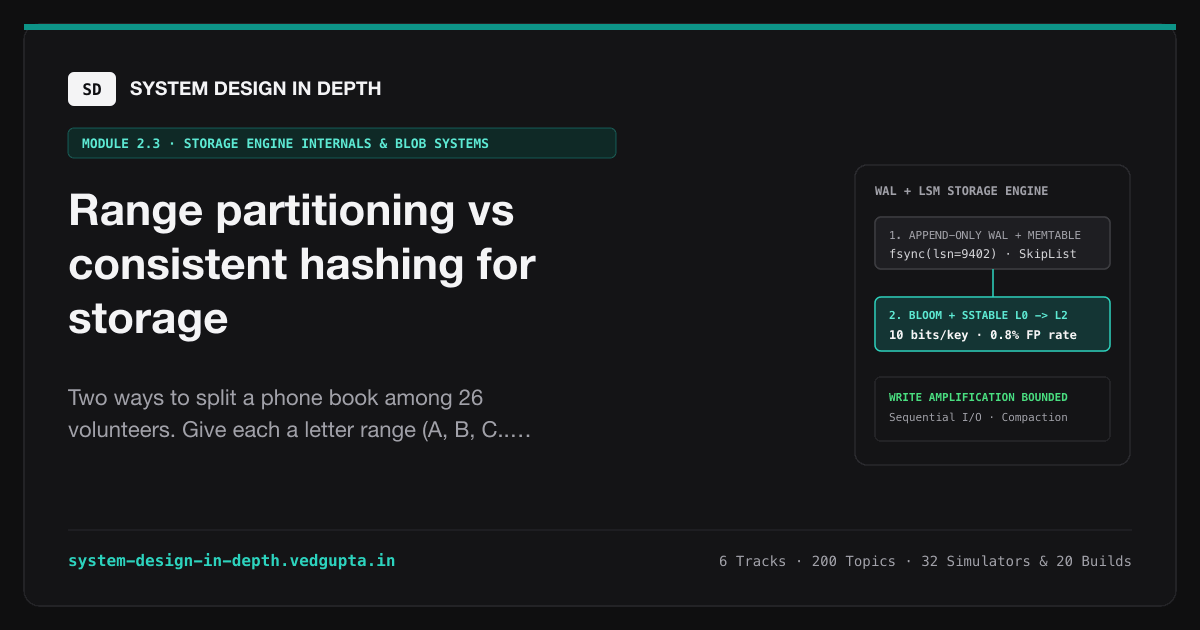 SD SYSTEM DESIGN IN DEPTH
MODULE 2.3 · STORAGE ENGINE INTERNALS & BLOB SYSTEMS
Range partitioning vs
consistent hashing for
storage
Two ways to split a phone book among 26
volunteers. Give each a letter range (A, B, C..…
WAL + LSM STORAGE ENGINE
1. APPEND-ONLY WAL + MEMTABLE
fsync(lsn=9402) · SkipList
2. BLOOM + SSTABLE L0 -> L2
10 bits/key · 0.8% FP rate
WRITE AMPLIFICATION BOUNDED
Sequential I/O · Compaction
system-design-in-depth.vedgupta.in
6 Tracks · 200 Topics · 32 Simulators & 20 Builds